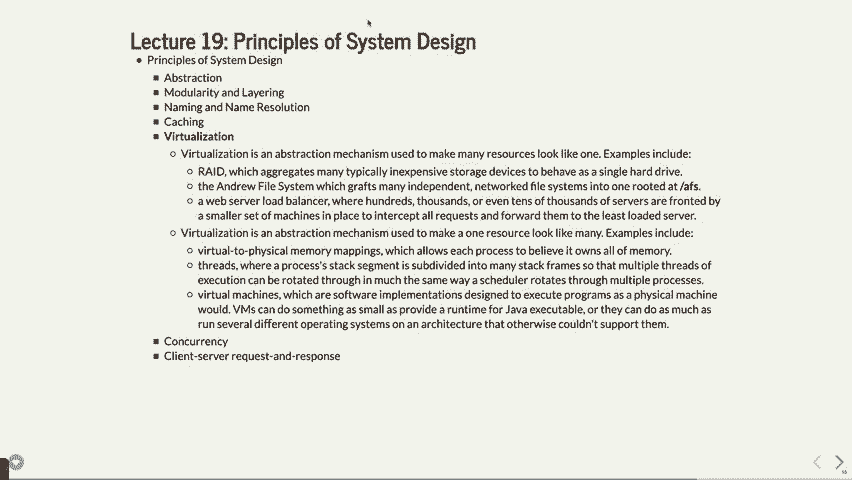 Lecture 19: Principles of System Design
Principles of System Design
Abstraction
Modularity and Layering
Naming and Name Resolution
Caching
Virtualization
Virtualization is an abstraction mechanism used to make many resources look like one. Examples include:
RAID, which aggregates many typically inexpensive storage devices to behave as a single hard drive.
the Andrew File System which grafts many independent, networked file systems into one rooted at /afs.
a web server load balancer, where hundreds, thousands, or even tens of thousands of servers are fronted by
a smaller set of machines in place to intercept all requests and forward them to the least loaded server.
Virtualization is an abstraction mechanism used to make a one resource look like many. Examples include:
virtual-to-physical memory mappings, which allows each process to believe it owns all of memory.
threads, where a process's stack segment is subdivided into many stack frames so that multiple threads of
execution can be rotated through in much the same way a scheduler rotates through multiple processes.
virtual machines, which are software implementations designed to execute programs as a physical machine
would. VMs can do something as small as provide a runtime for Java executable, or they can do as much as
run several different operating systems on an architecture that otherwise couldn't support them.
Concurrency
Client-server request-and-response